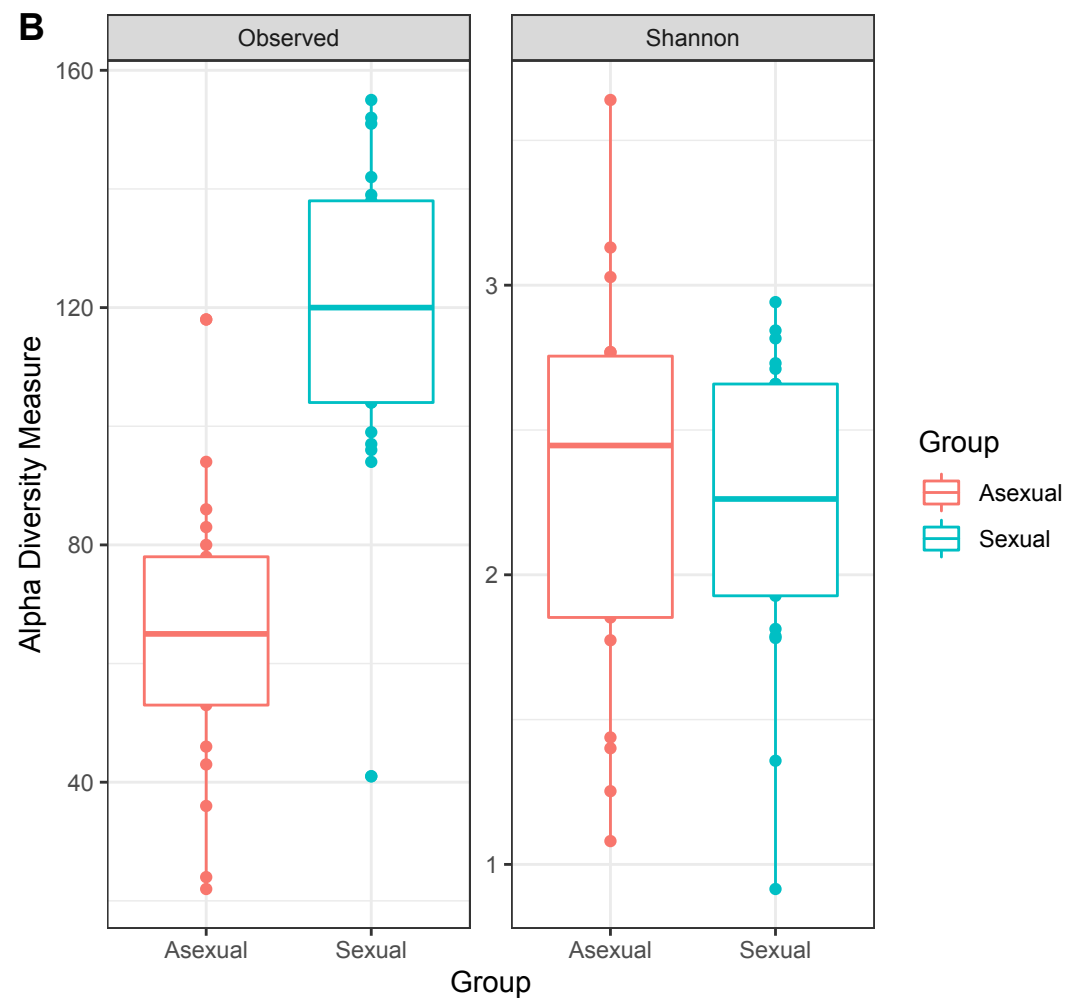 B
Observed
Shannon
Alpha Diversity Measure
160
120
80
40
3
2
1
Asexual
Sexual
Asexual
Sexual
Group
Group
Asexual
Sexual